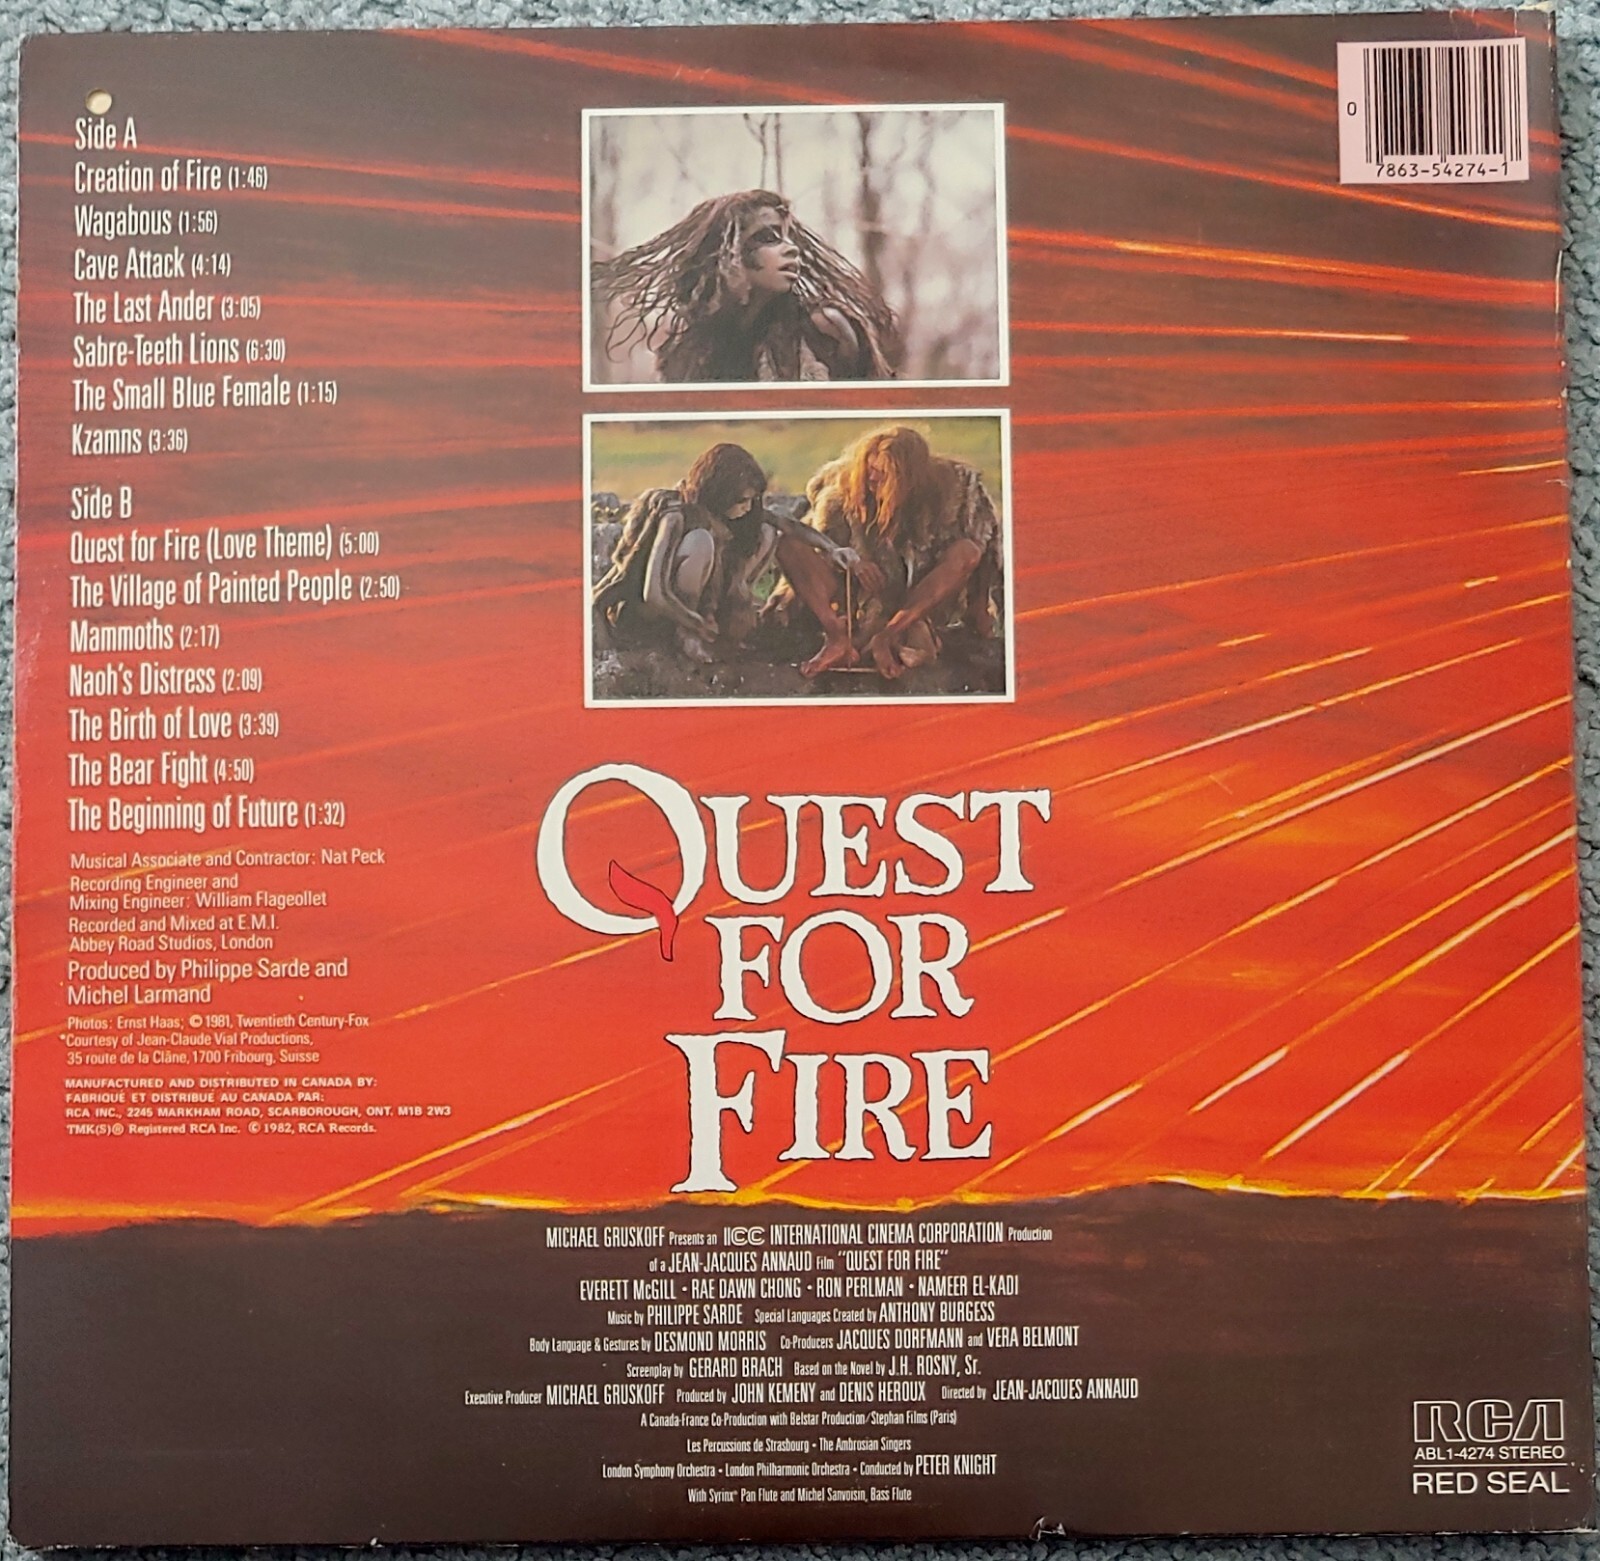 Side A
Creation of Fire (1:46)
Wagabous (1:56)
Cave Attack (4:14)
The Last Ander (3:05)
Sabre-Teeth Lions (6:30)
The Small Blue Female (1:15)
Kzamns (3:36)
Side B
Quest for Fire (Love Theme) (5:00)
The Village of Painted People (2:50)
Mammoths (2:17)
Naoh's Distress (2:09)
The Birth of Love (3:39)
The Bear Fight (4:50)
The Beginning of Future (1:32)
Musical Associate and Contractor: Nat Peck
Recording Engineer and
Mixing Engineer: William Flageollet
Recorded and Mixed at E.M.I.
Abbey Road Studios, London
Produced by Philippe Sarde and
Michel Larmand
Photos: Ernst Haas; © 1981, Twentieth Century-Fox
*Courtesy of Jean-Claude Vial Productions,
35 route de la Clâne, 1700 Fribourg, Suisse
MANUFACTURED AND DISTRIBUTED IN CANADA BY:
FABRIQUÉ ET DISTRIBUÉ AU CANADA PAR:
RCA INC., 2245 MARKHAM ROAD, SCARBOROUGH, ONT. M1B 2W3
TMK(S)® Registered RCA Inc. © 1982, RCA Records.
0
7863-54274-1
QUEST
FOR
FIRE
MICHAEL GRUSKOFF Presents an ICC INTERNATIONAL CINEMA CORPORATION Production
of a JEAN-JACQUES ANNAUD Film "QUEST FOR FIRE"
EVERETT McGILL • RAE DAWN CHONG • RON PERLMAN • NAMEER EL-KADI
Music by PHILIPPE SARDE Special Languages Created by ANTHONY BURGESS
Body Language & Gestures by DESMOND MORRIS Co-Producers JACQUES DORFMANN and VERA BELMONT
Screenplay by GERARD BRACH Based on the Novel by J.H. ROSNY, Sr.
Executive Producer MICHAEL GRUSKOFF Produced by JOHN KEMENY and DENIS HEROUX Directed by JEAN-JACQUES ANNAUD
A Canada-France Co-Production with Belstar Production/Stephan Films (Paris)
Les Percussions de Strasbourg • The Ambrosian Singers
London Symphony Orchestra • London Philharmonic Orchestra • Conducted by PETER KNIGHT
With Syrinx* Pan Flute and Michel Sanvoisin, Bass Flute
RCA
ABL1-4274 STEREO
RED SEAL